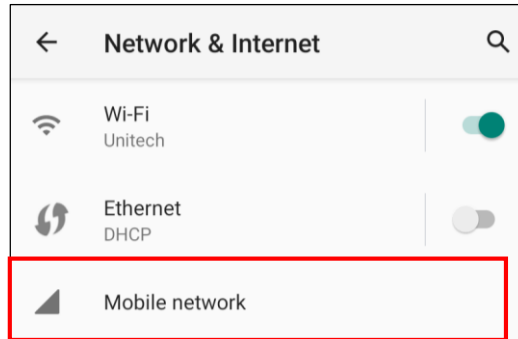 Network & Internet
Wi-Fi
Unitech
Ethernet
DHCP
Mobile network